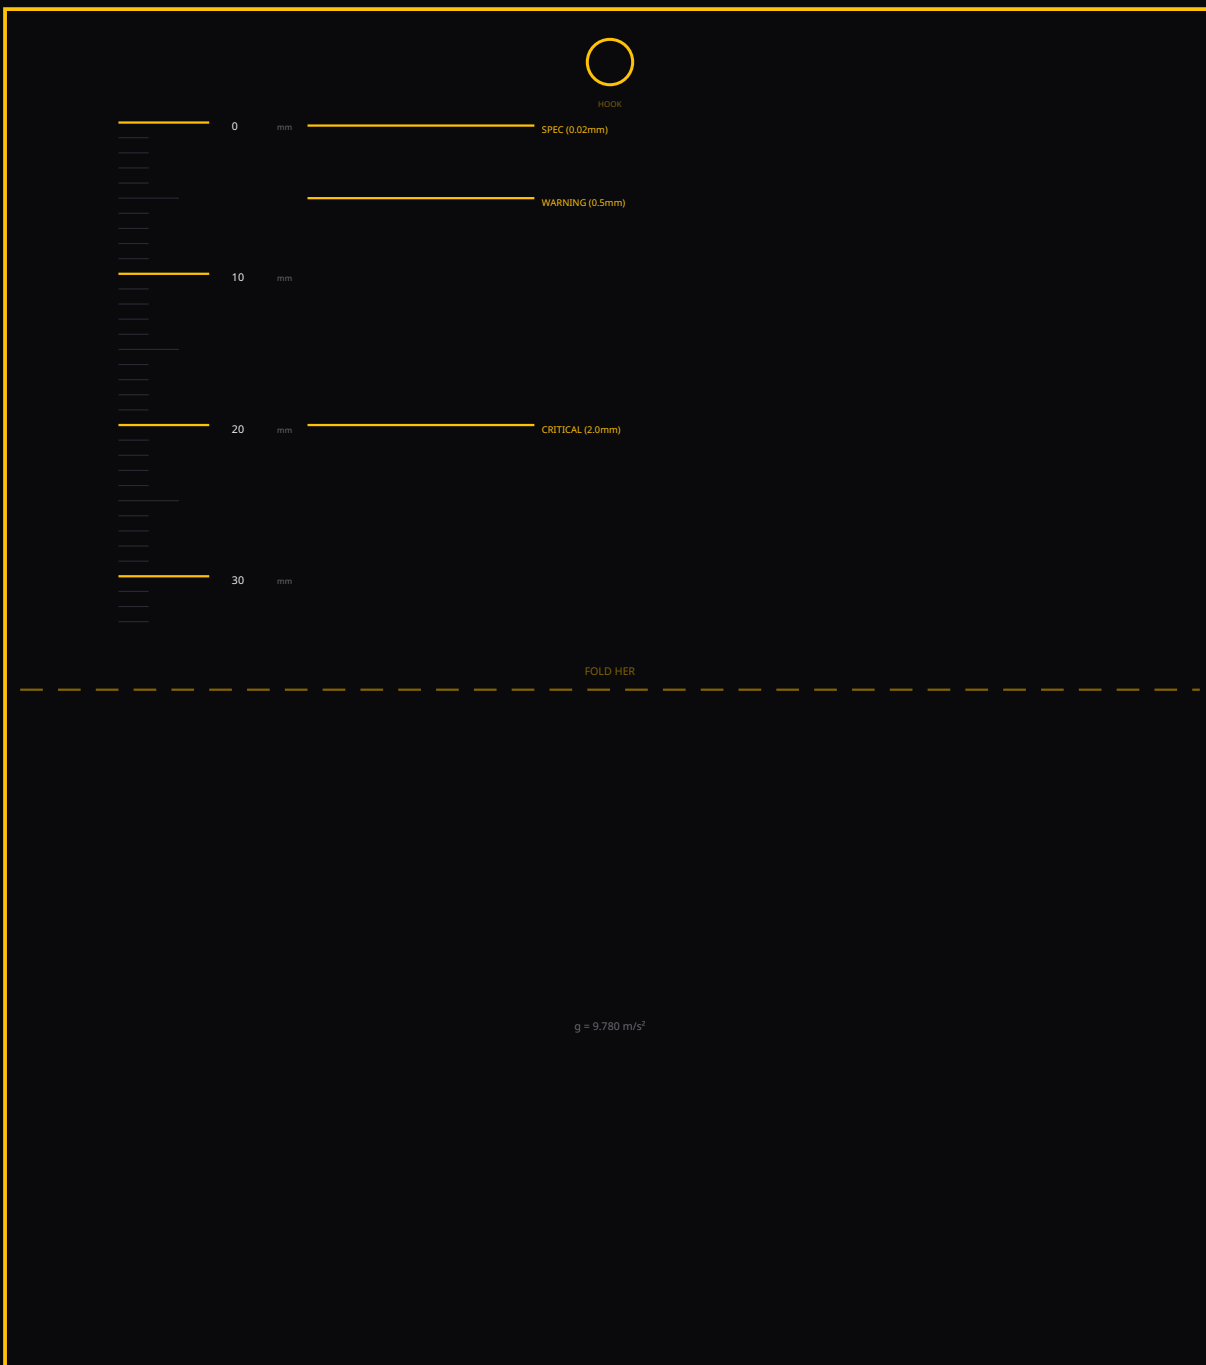 HOOK
0 mm SPEC (0.02mm)
WARNING (0.5mm)
10 mm
20 mm CRITICAL (2.0mm)
30 mm
FOLD HER
g = 9.780 m/s²